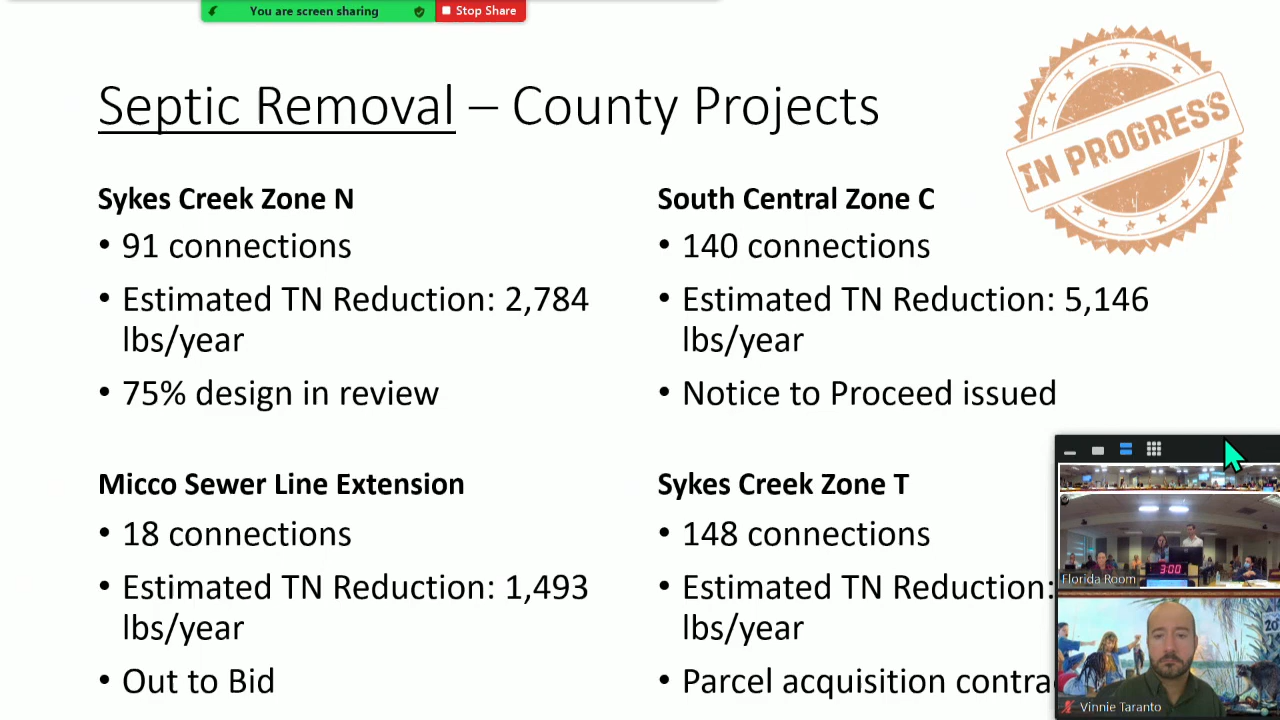 You are screen sharing
Stop Share
Septic Removal – County Projects
IN PROGRESS
Sykes Creek Zone N
• 91 connections
• Estimated TN Reduction: 2,784
lbs/year
• 75% design in review
South Central Zone C
• 140 connections
• Estimated TN Reduction: 5,146
lbs/year
• Notice to Proceed issued
Micco Sewer Line Extension
• 18 connections
• Estimated TN Reduction: 1,493
lbs/year
• Out to Bid
Sykes Creek Zone T
• 148 connections
• Estimated TN Reduction:
lbs/year
• Parcel acquisition
3:00
Florida Room
20
Vinnie Taranto